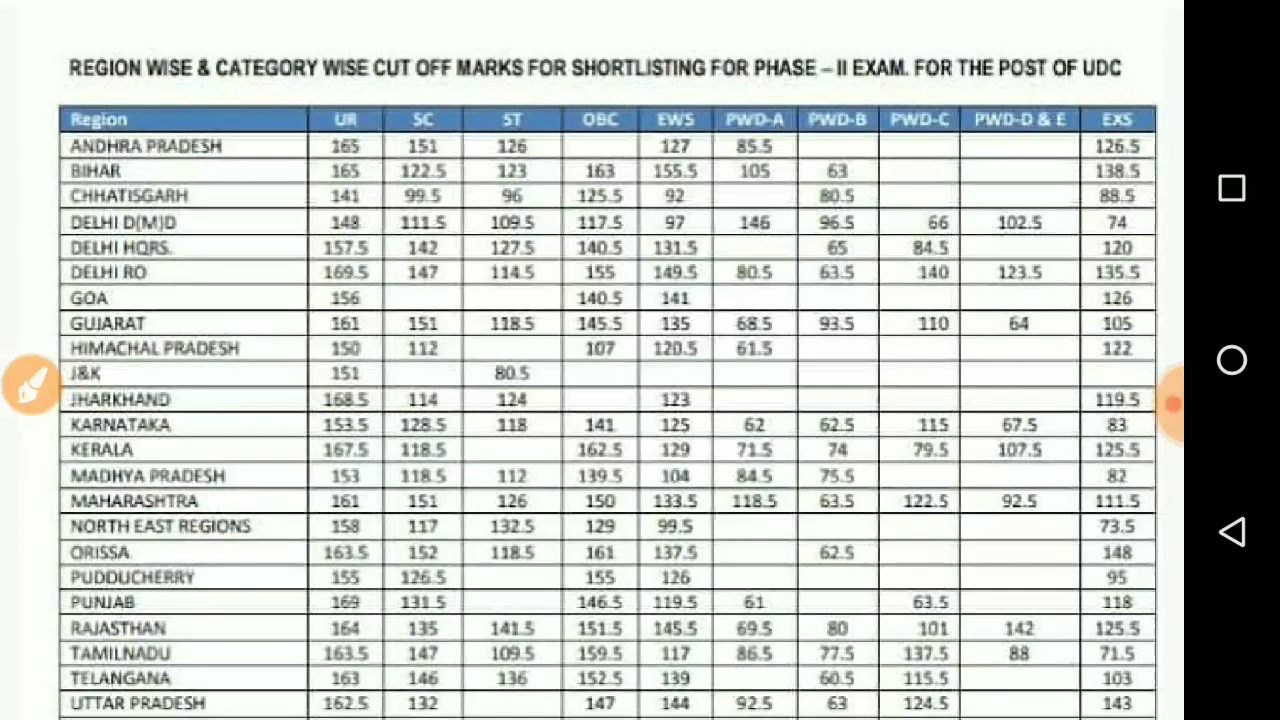 REGION WISE & CATEGORY WISE CUT OFF MARKS FOR SHORTLISTING FOR PHASE – II EXAM. FOR THE POST OF UDC
Region UR SC ST OBC EWS PWD-A PWD-B PWD-C PWD-D & E EXS
ANDHRA PRADESH 165 151 126 127 85.5 126.5
BIHAR 165 122.5 123 163 155.5 105 63 138.5
CHHATISGARH 141 99.5 96 125.5 92 80.5 88.5
DELHI D(M)D 148 111.5 109.5 117.5 97 146 96.5 66 102.5 74
DELHI HQRS. 157.5 142 127.5 140.5 131.5 65 84.5 120
DELHI RO 169.5 147 114.5 155 149.5 80.5 63.5 140 123.5 135.5
GOA 156 140.5 141 126
GUJARAT 161 151 118.5 145.5 135 68.5 93.5 110 64 105
HIMACHAL PRADESH 150 112 107 120.5 61.5 122
J&K 151 80.5
JHARKHAND 168.5 114 124 123 119.5
KARNATAKA 153.5 128.5 118 141 125 62 62.5 115 67.5 83
KERALA 167.5 118.5 162.5 129 71.5 74 79.5 107.5 125.5
MADHYA PRADESH 153 118.5 112 139.5 104 84.5 75.5 82
MAHARASHTRA 161 151 126 150 133.5 118.5 63.5 122.5 92.5 111.5
NORTH EAST REGIONS 158 117 132.5 129 99.5 73.5
ORISSA 163.5 152 118.5 161 137.5 62.5 148
PUDDUCHERRY 155 126.5 155 126 95
PUNJAB 169 131.5 146.5 119.5 61 63.5 118
RAJASTHAN 164 135 141.5 151.5 145.5 69.5 80 101 142 125.5
TAMILNADU 163.5 147 109.5 159.5 117 86.5 77.5 137.5 88 71.5
TELANGANA 163 146 136 152.5 139 60.5 115.5 103
UTTAR PRADESH 162.5 132 147 144 92.5 63 124.5 143